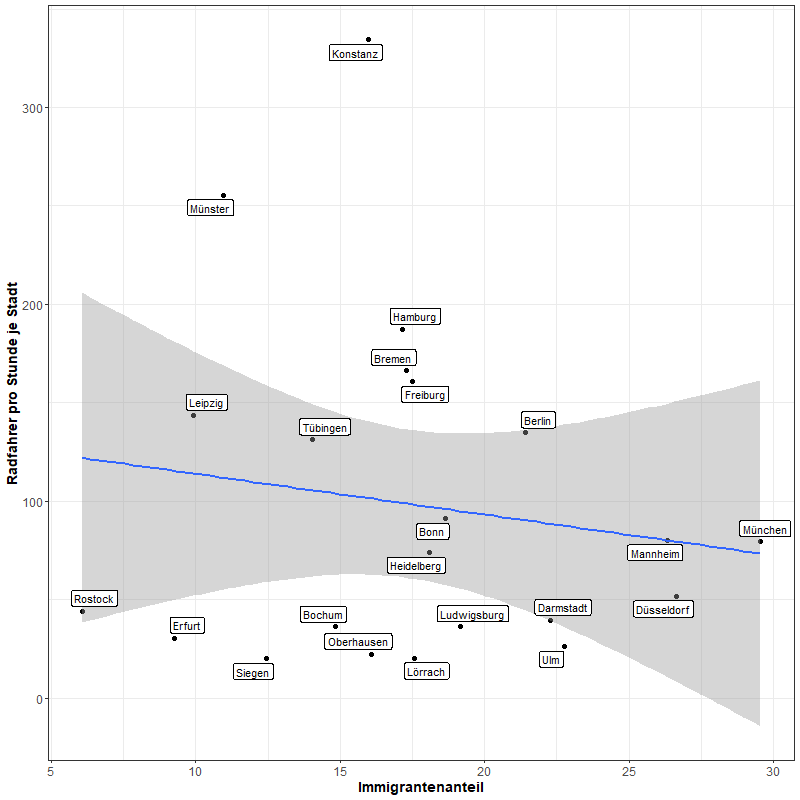 Konstanz
300
Münster
200
Hamburg
Bremen
Freiburg
Leipzig
Tübingen
Berlin
100
Bonn
München
Mannheim
Heidelberg
Rostock
Erfurt
Bochum
Ludwigsburg
Darmstadt
Düsseldorf
Oberhausen
Siegen
Lörrach
Ulm
0
5 10 15 20 25 30
Immigrantenanteil
Radfahrer pro Stunde je Stadt